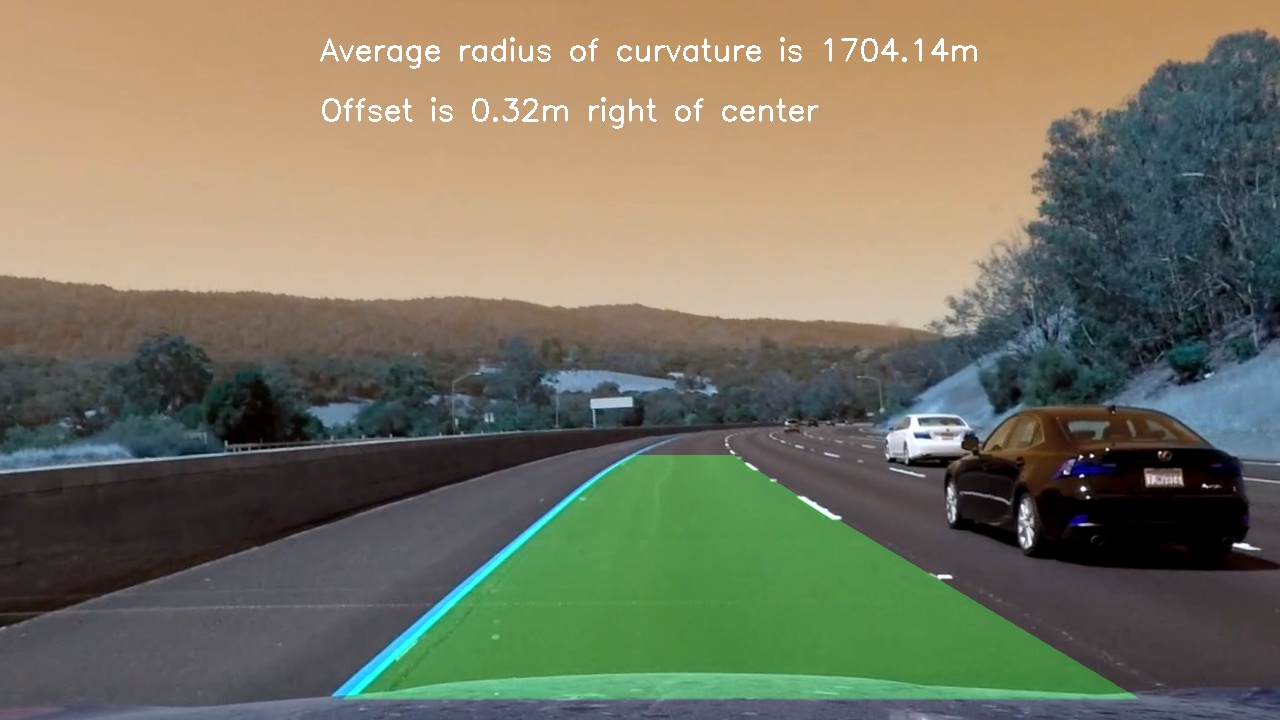 Average radius of curvature is 1704.14m
Offset is 0.32m right of center